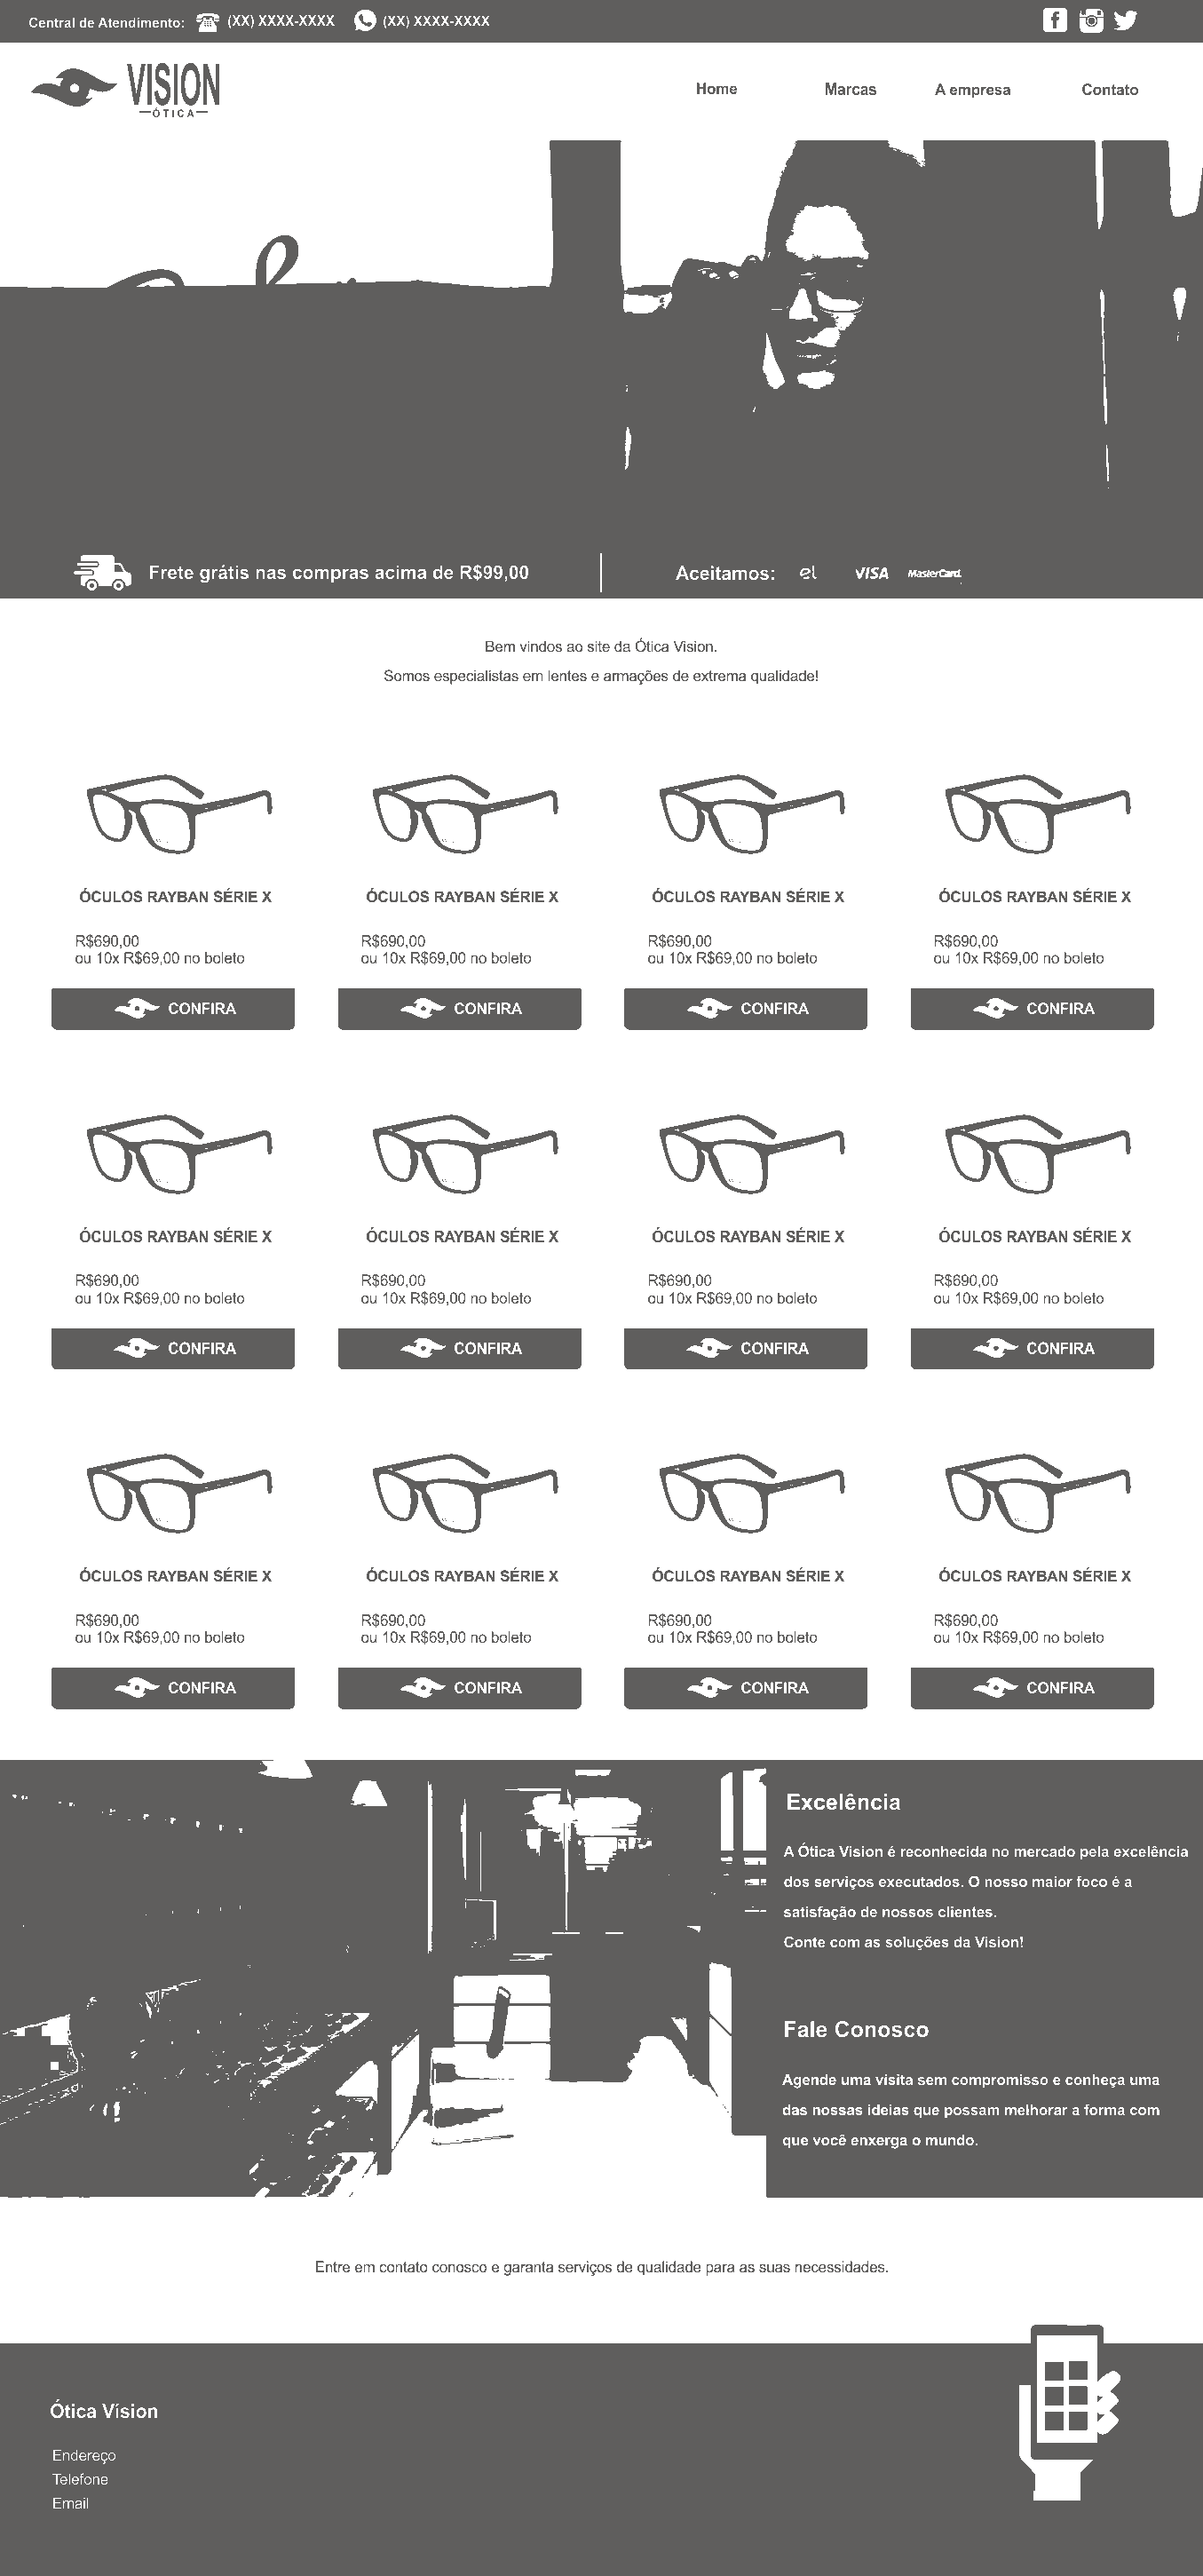 Central de Atendimento: (XX) XXXX-XXXX (XX) XXXX-XXXX
VISION
ÓTICA
Home Marcas A empresa Contato
Frete grátis nas compras acima de R$99,00
Aceitamos: el VISA MasterCard
Bem vindos ao site da Ótica Vision.
Somos especialistas em lentes e armações de extrema qualidade!
ÓCULOS RAYBAN SÉRIE X ÓCULOS RAYBAN SÉRIE X ÓCULOS RAYBAN SÉRIE X ÓCULOS RAYBAN SÉRIE X
R$690,00 R$690,00 R$690,00 R$690,00
ou 10x R$69,00 no boleto ou 10x R$69,00 no boleto ou 10x R$69,00 no boleto ou 10x R$69,00 no boleto
CONFIRA CONFIRA CONFIRA CONFIRA
ÓCULOS RAYBAN SÉRIE X ÓCULOS RAYBAN SÉRIE X ÓCULOS RAYBAN SÉRIE X ÓCULOS RAYBAN SÉRIE X
R$690,00 R$690,00 R$690,00 R$690,00
ou 10x R$69,00 no boleto ou 10x R$69,00 no boleto ou 10x R$69,00 no boleto ou 10x R$69,00 no boleto
CONFIRA CONFIRA CONFIRA CONFIRA
ÓCULOS RAYBAN SÉRIE X ÓCULOS RAYBAN SÉRIE X ÓCULOS RAYBAN SÉRIE X ÓCULOS RAYBAN SÉRIE X
R$690,00 R$690,00 R$690,00 R$690,00
ou 10x R$69,00 no boleto ou 10x R$69,00 no boleto ou 10x R$69,00 no boleto ou 10x R$69,00 no boleto
CONFIRA CONFIRA CONFIRA CONFIRA
Excelência
A Ótica Vision é reconhecida no mercado pela excelência
dos serviços executados. O nosso maior foco é a
satisfação de nossos clientes.
Conte com as soluções da Vision!
Fale Conosco
Agende uma visita sem compromisso e conheça uma
das nossas ideias que possam melhorar a forma com
que você enxerga o mundo.
Entre em contato conosco e garanta serviços de qualidade para as suas necessidades.
Ótica Vision
Endereço
Telefone
Email